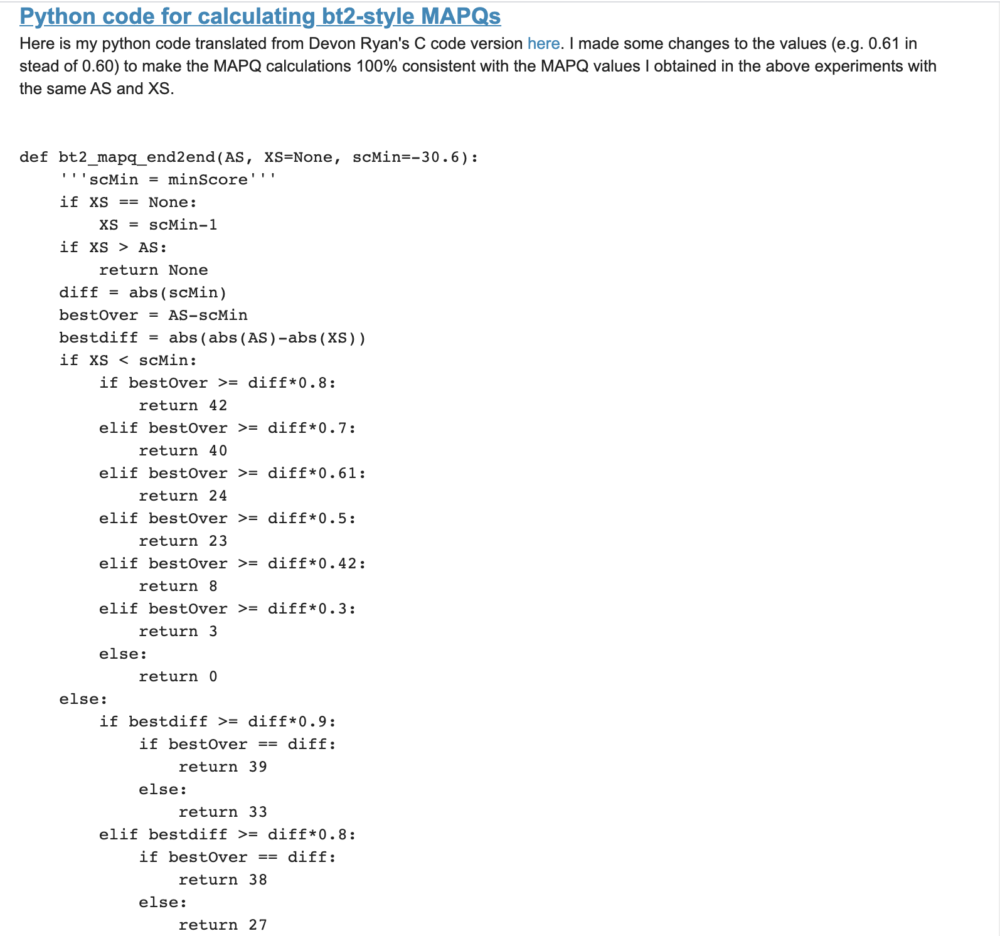 Python code for calculating bt2-style MAPQs
Here is my python code translated from Devon Ryan's C code version here. I made some changes to the values (e.g. 0.61 in
stead of 0.60) to make the MAPQ calculations 100% consistent with the MAPQ values I obtained in the above experiments with
the same AS and XS.
def bt2_mapq_end2end(AS, XS=None, scMin=-30.6):
    '''scMin = minScore'''
    if XS == None:
        XS = scMin-1
    if XS > AS:
        return None
    diff = abs(scMin)
    bestOver = AS-scMin
    bestdiff = abs(abs(AS)-abs(XS))
    if XS < scMin:
        if bestOver >= diff*0.8:
            return 42
        elif bestOver >= diff*0.7:
            return 40
        elif bestOver >= diff*0.61:
            return 24
        elif bestOver >= diff*0.5:
            return 23
        elif bestOver >= diff*0.42:
            return 8
        elif bestOver >= diff*0.3:
            return 3
        else:
            return 0
    else:
        if bestdiff >= diff*0.9:
            if bestOver == diff:
                return 39
            else:
                return 33
        elif bestdiff >= diff*0.8:
            if bestOver == diff:
                return 38
            else:
                return 27